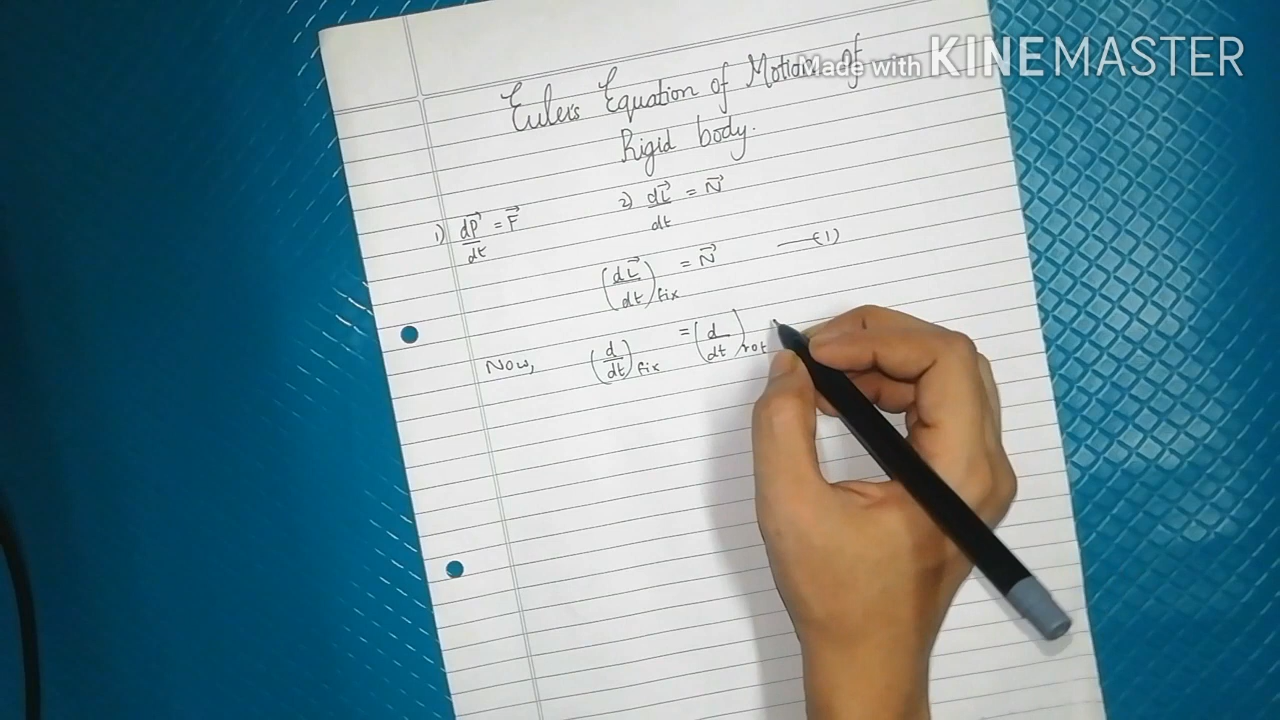 Made with KINEMASTER
Eulers Equation of Motion of
Rigid body.
1) dP⃗/dt = F⃗ 2) dL⃗/dt = N⃗
(dL⃗/dt)fix = N⃗ —(1)
Now, (d/dt)fix = (d/dt)rot